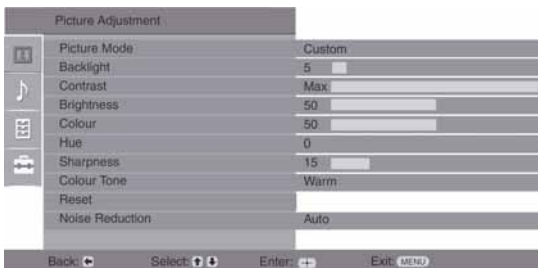 Picture Adjustment
Picture Mode Custom
Backlight 5
Contrast Max
Brightness 50
Colour 50
Hue 0
Sharpness 15
Colour Tone Warm
Reset
Noise Reduction Auto
Back: Select: Enter: Exit: MENU